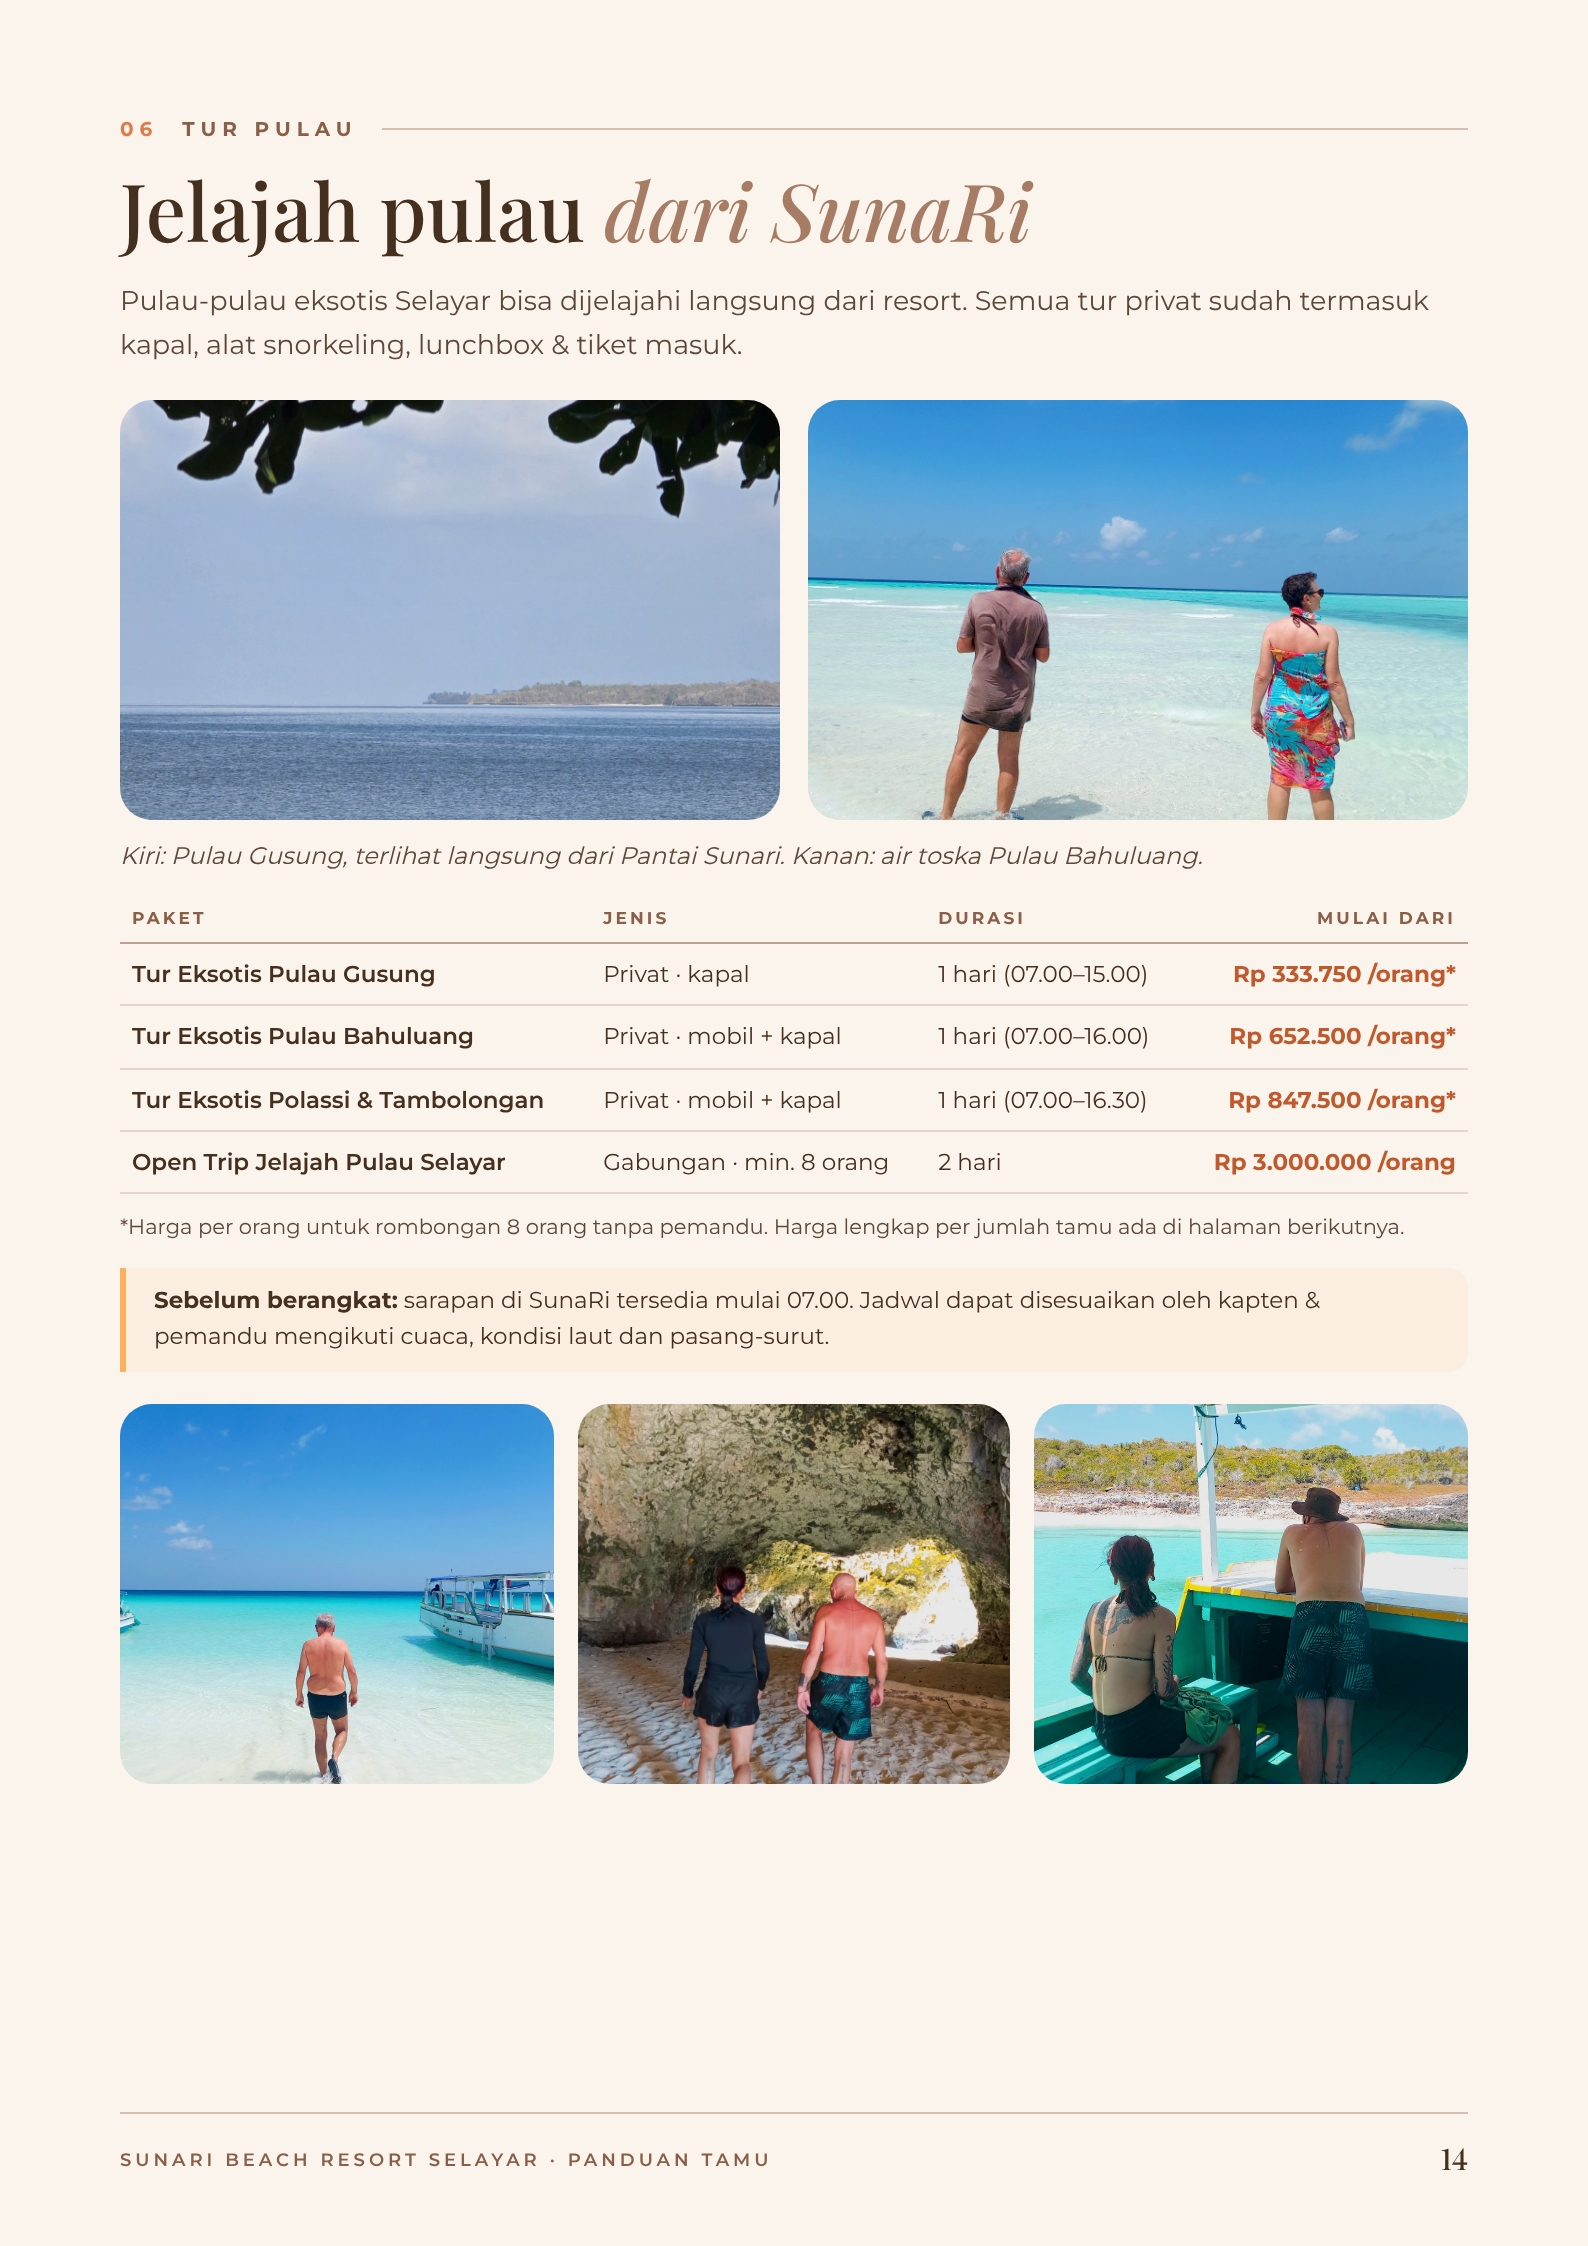 06 TUR PULAU
Jelajah pulau dari SunaRi
Pulau-pulau eksotis Selayar bisa dijelajahi langsung dari resort. Semua tur privat sudah termasuk
kapal, alat snorkeling, lunchbox & tiket masuk.
Kiri: Pulau Gusung, terlihat langsung dari Pantai Sunari. Kanan: air toska Pulau Bahuluang.
PAKET JENIS DURASI MULAI DARI
Tur Eksotis Pulau Gusung Privat · kapal 1 hari (07.00–15.00) Rp 333.750 /orang*
Tur Eksotis Pulau Bahuluang Privat · mobil + kapal 1 hari (07.00–16.00) Rp 652.500 /orang*
Tur Eksotis Polassi & Tambolongan Privat · mobil + kapal 1 hari (07.00–16.30) Rp 847.500 /orang*
Open Trip Jelajah Pulau Selayar Gabungan · min. 8 orang 2 hari Rp 3.000.000 /orang
*Harga per orang untuk rombongan 8 orang tanpa pemandu. Harga lengkap per jumlah tamu ada di halaman berikutnya.
Sebelum berangkat: sarapan di SunaRi tersedia mulai 07.00. Jadwal dapat disesuaikan oleh kapten &
pemandu mengikuti cuaca, kondisi laut dan pasang-surut.
SUNARI BEACH RESORT SELAYAR · PANDUAN TAMU 14